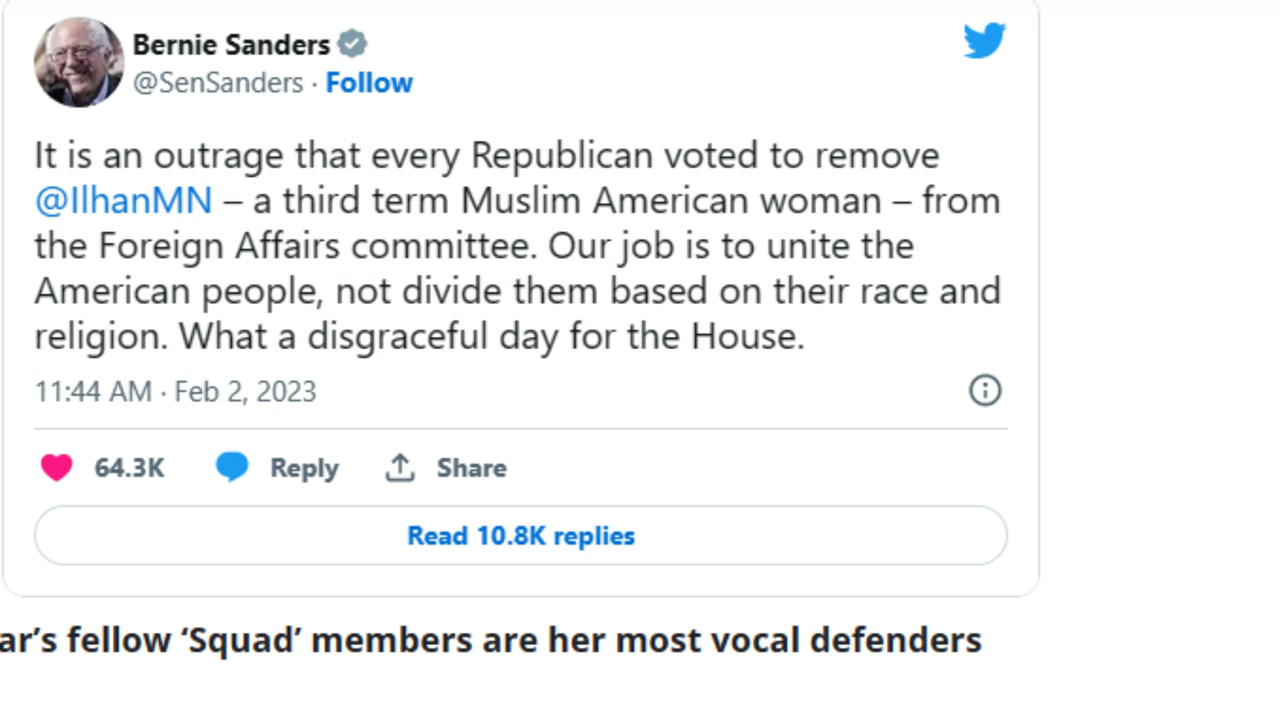 Bernie Sanders
@SenSanders · Follow
It is an outrage that every Republican voted to remove
@IlhanMN – a third term Muslim American woman – from
the Foreign Affairs committee. Our job is to unite the
American people, not divide them based on their race and
religion. What a disgraceful day for the House.
11:44 AM · Feb 2, 2023
64.3K Reply Share
Read 10.8K replies
ar’s fellow ‘Squad’ members are her most vocal defenders